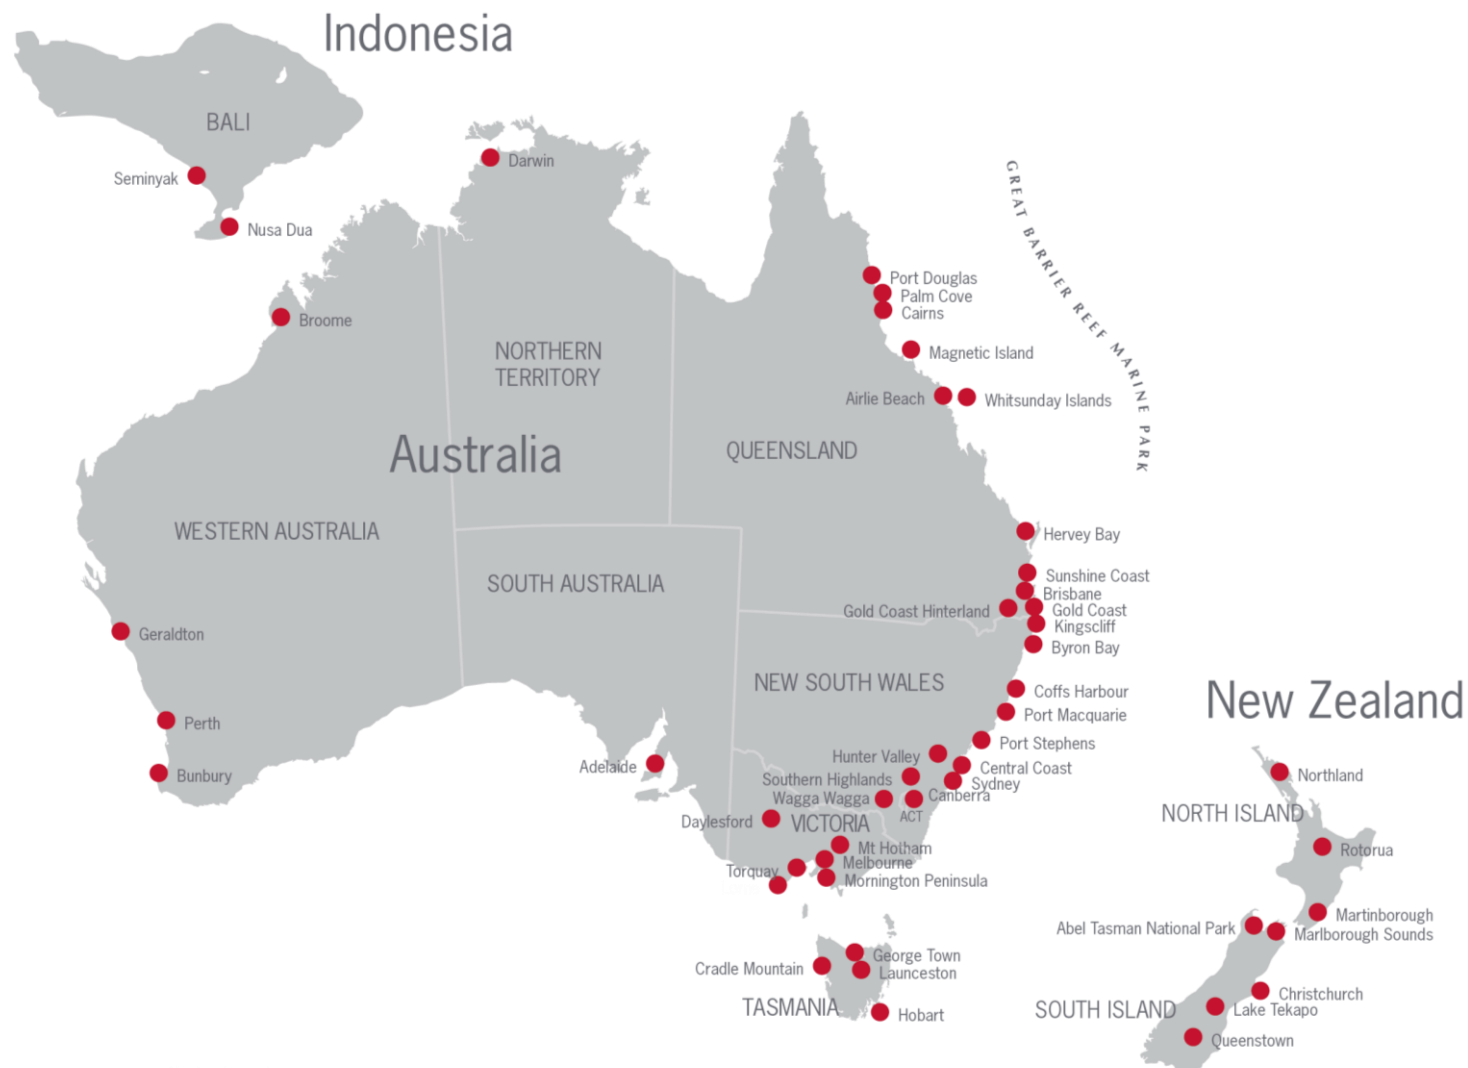 Indonesia
BALI
Seminyak
Nusa Dua
Darwin
Broome
GREAT BARRIER REEF MARINE PARK
Port Douglas
Palm Cove
Cairns
Magnetic Island
Airlie Beach
Whitsunday Islands
NORTHERN
TERRITORY
Australia
QUEENSLAND
WESTERN AUSTRALIA
SOUTH AUSTRALIA
Hervey Bay
Sunshine Coast
Brisbane
Gold Coast Hinterland
Gold Coast
Kingscliff
Byron Bay
Geraldton
NEW SOUTH WALES
Coffs Harbour
Port Macquarie
Perth
Port Stephens
Hunter Valley
Central Coast
Adelaide
Bunbury
Southern Highlands
Sydney
Wagga Wagga
Canberra
ACT
Daylesford
VICTORIA
Mt Hotham
Melbourne
Torquay
Mornington Peninsula
George Town
Cradle Mountain
Launceston
TASMANIA
Hobart
New Zealand
Northland
NORTH ISLAND
Rotorua
Martinborough
Abel Tasman National Park
Marlborough Sounds
Christchurch
SOUTH ISLAND
Lake Tekapo
Queenstown